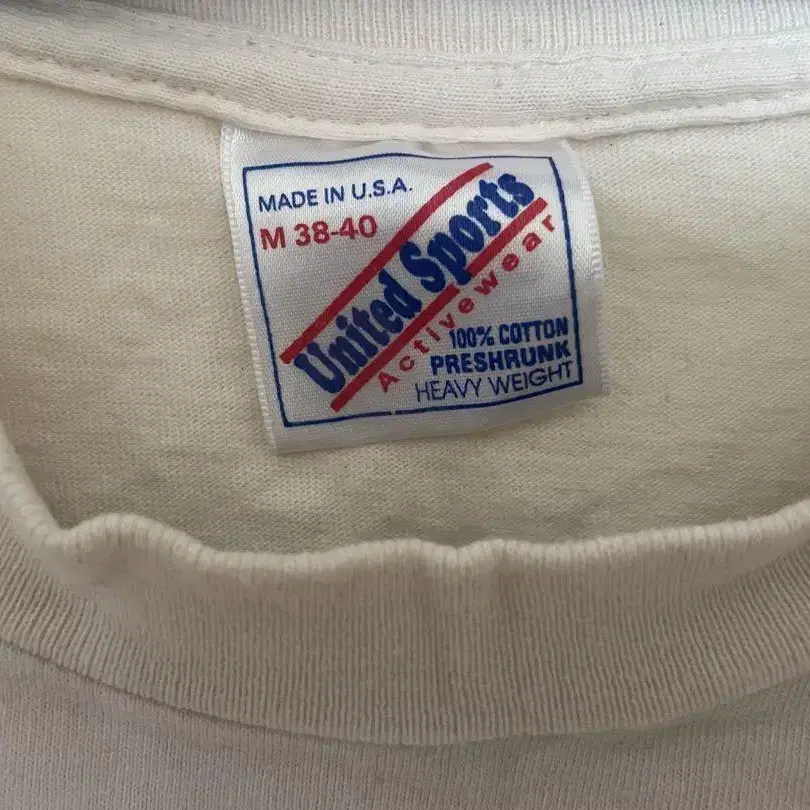 MADE IN U.S.A.
M 38-40
United Sports
Activewear
100% COTTON
PRESHRUNK
HEAVY WEIGHT